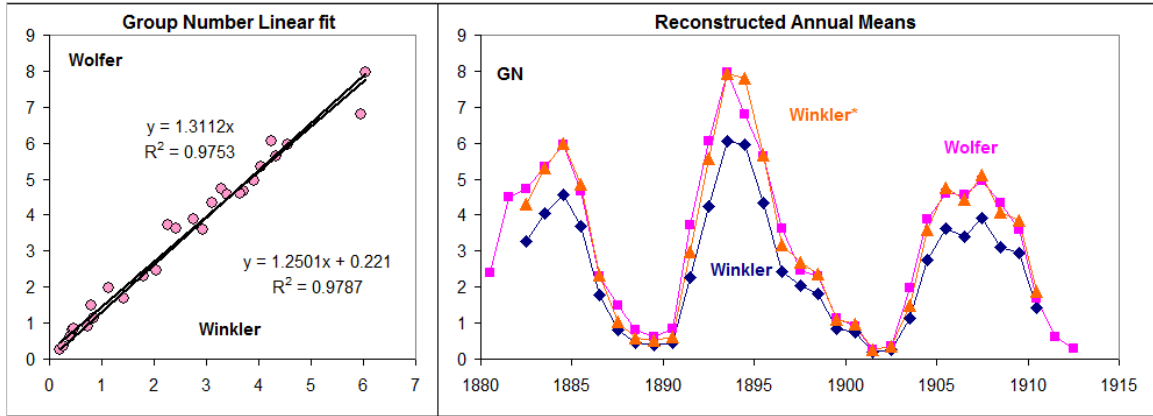 Group Number Linear fit
9
8
7
6
5
4
3
2
1
0
Wolfer
y = 1.3112x
R² = 0.9753
y = 1.2501x + 0.221
R² = 0.9787
Winkler
0 1 2 3 4 5 6 7
Reconstructed Annual Means
9
8
7
6
5
4
3
2
1
0
GN
Winkler*
Wolfer
Winkler
1880 1885 1890 1895 1900 1905 1910 1915